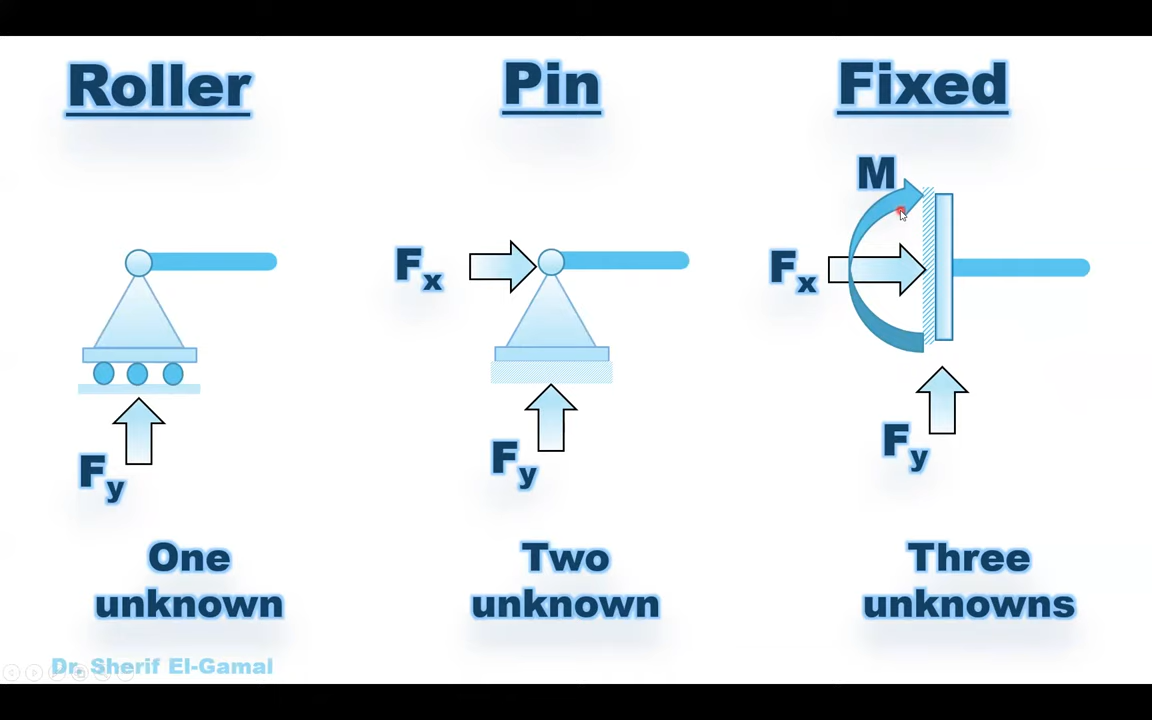 Roller
Pin
Fixed
M
Fx
Fx
Fy
Fy
Fy
One
unknown
Two
unknown
Three
unknowns
Dr. Sherif El-Gamal